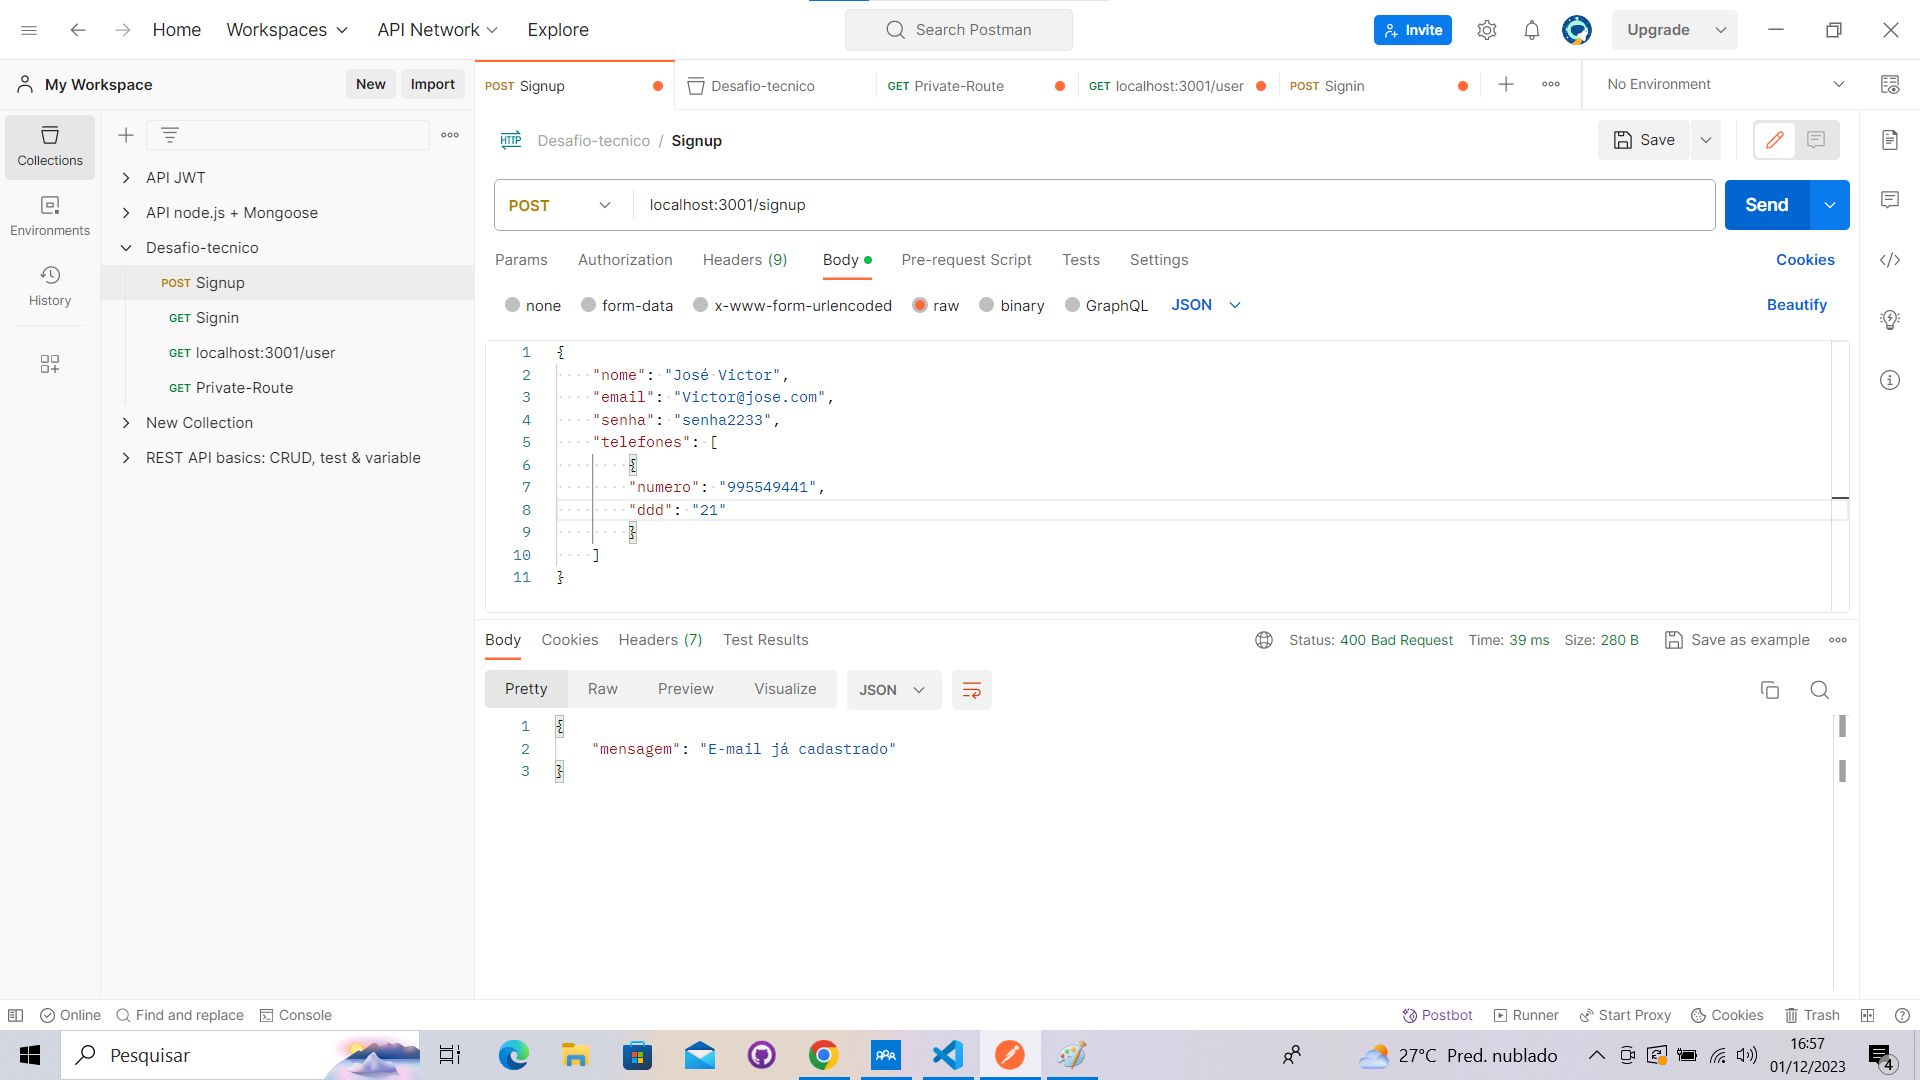 Home Workspaces API Network Explore Search Postman Invite Upgrade
My Workspace New Import POST Signup Desafio-tecnico GET Private-Route GET localhost:3001/user POST Signin No Environment
Collections
Environments
History
API JWT
API node.js + Mongoose
Desafio-tecnico
POST Signup
GET Signin
GET localhost:3001/user
GET Private-Route
New Collection
REST API basics: CRUD, test & variable
HTTP Desafio-tecnico / Signup Save
POST localhost:3001/signup Send
Params Authorization Headers (9) Body Pre-request Script Tests Settings Cookies
none form-data x-www-form-urlencoded raw binary GraphQL JSON Beautify
1 {
2 "nome": "José Victor",
3 "email": "Victor@jose.com",
4 "senha": "senha2233",
5 "telefones": [
6 {
7 "numero": "995549441",
8 "ddd": "21"
9 }
10 ]
11 }
Body Cookies Headers (7) Test Results Status: 400 Bad Request Time: 39 ms Size: 280 B Save as example
Pretty Raw Preview Visualize JSON
1 {
2 "mensagem": "E-mail já cadastrado"
3 }
Online Find and replace Console Postbot Runner Start Proxy Cookies Trash
Pesquisar 27°C Pred. nublado 16:57
01/12/2023 4